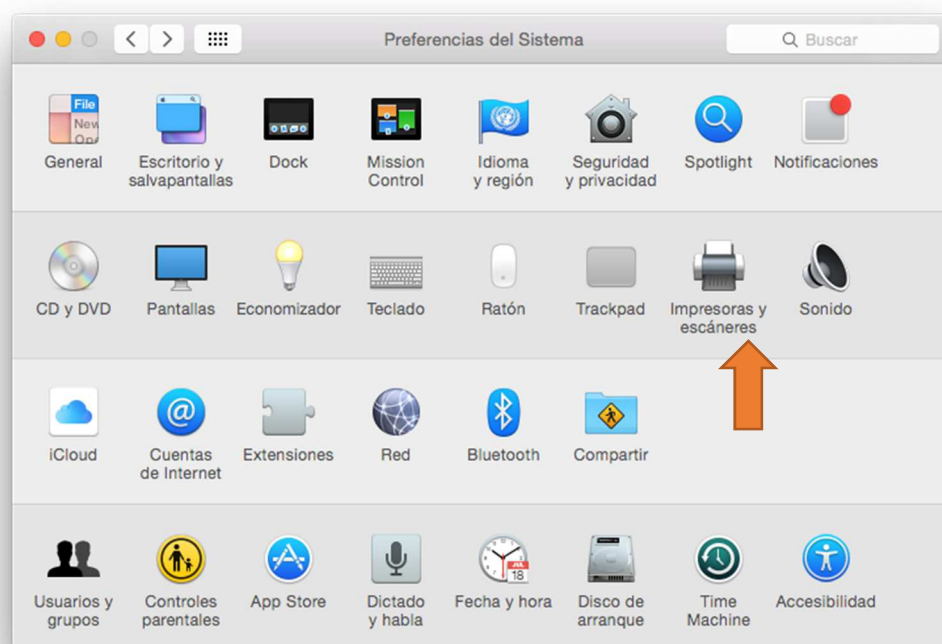 Preferencias del Sistema
Buscar
File
New
General
Escritorio y
salvapantallas
Dock
Mission
Control
Idioma
y región
Seguridad
y privacidad
Spotlight
Notificaciones
CD y DVD
Pantallas
Economizador
Teclado
Ratón
Trackpad
Impresoras y
escáneres
Sonido
iCloud
@
Cuentas
de Internet
Extensiones
Red
Bluetooth
Compartir
Usuarios y
grupos
Controles
parentales
App Store
Dictado
y habla
JUL
18
Fecha y hora
Disco de
arranque
Time
Machine
Accesibilidad